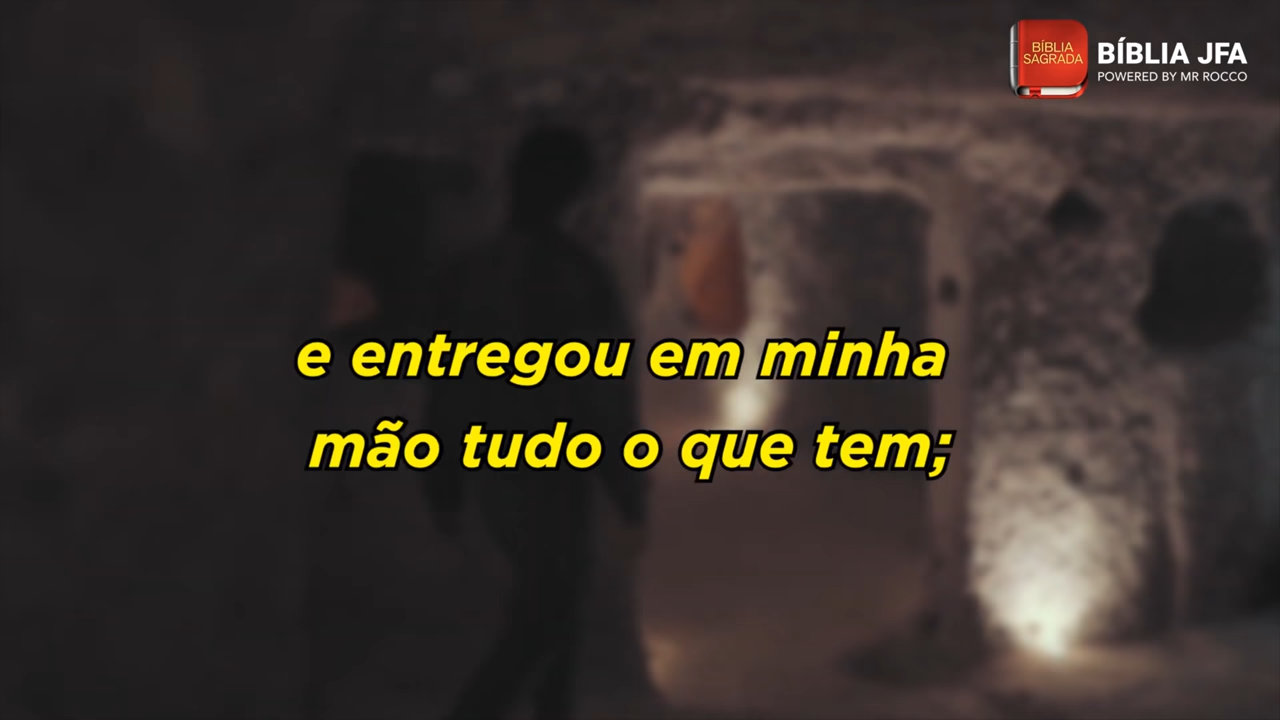 BÍBLIA
SAGRADA
BÍBLIA JFA
POWERED BY MR ROCCO
e entregou em minha
mão tudo o que tem;